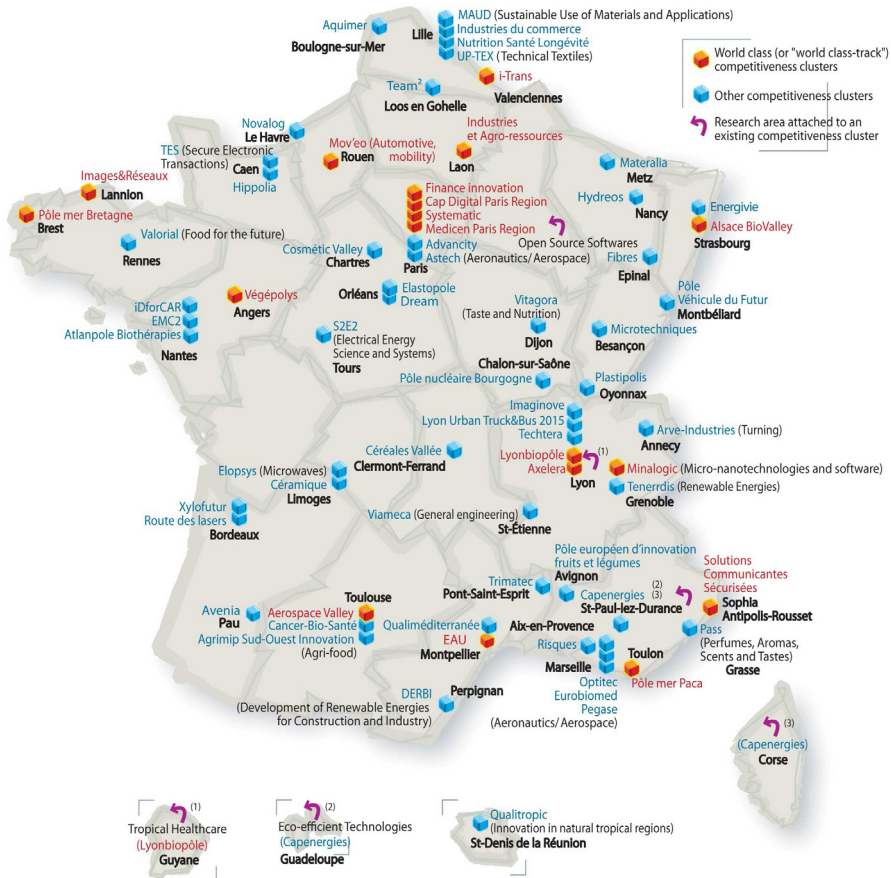 MAUD (Sustainable Use of Materials and Applications)
Industries du commerce
Nutrition Santé Longévité
UP-TEX (Technical Textiles)
Lille
Aquimer
Boulogne-sur-Mer
World class (or "world class-track")
competitiveness clusters
Other competitiveness clusters
Research area attached to an
existing competitiveness cluster
i-Trans
Valenciennes
Team²
Loos en Gohelle
Novalog
Le Havre
TES (Secure Electronic
Transactions)
Caen
Hippolia
Mov'eo (Automotive,
mobility)
Rouen
Industries
et Agro-ressources
Laon
Materalia
Metz
Images&Réseaux
Lannion
Pôle mer Bretagne
Brest
Valorial (Food for the future)
Rennes
Finance innovation
Cap Digital Paris Region
Systematic
Medicen Paris Region
Advancity
Astech (Aeronautics/Aerospace)
Paris
Open Source Softwares
Hydreos
Nancy
Energivie
Alsace BioValley
Strasbourg
Cosmétic Valley
Chartres
Fibres
Epinal
Elastopole
Dream
Orléans
Végépolys
Angers
iDforCAR
EMC2
Atlanpole Biothérapies
Nantes
S2E2
(Electrical Energy
Science and Systems)
Tours
Vitagora
(Taste and Nutrition)
Dijon
Pôle
Véhicule du Futur
Montbéliard
Microtechniques
Besançon
Chalon-sur-Saône
Pôle nucléaire Bourgogne
Plastipolis
Oyonnax
Imaginove
Lyon Urban Truck&Bus 2015
Techtera
Lyonbiopôle
(1)
Axelera
Lyon
Arve-Industries (Turning)
Annecy
Minalogic (Micro-nanotechnologies and software)
Tenerrdis (Renewable Energies)
Grenoble
Céréales Vallée
Clermont-Ferrand
Elopsys (Microwaves)
Céramique
Limoges
Xylofutur
Route des lasers
Bordeaux
Viameca (General engineering)
St-Étienne
Pôle européen d'innovation
fruits et légumes
Avignon
Trimatec
Pont-Saint-Esprit
Capenergies
(2)
(3)
St-Paul-lez-Durance
Solutions
Communicantes
Sécurisées
Sophia
Antipolls-Rousset
Toulouse
Aerospace Valley
Cancer-Bio-Santé
Agrimip Sud-Ouest Innovation
(Agri-food)
Avenia
Pau
Qualiméditerranée
EAU
Montpellier
Aix-en-Provence
Risques
Marseille
Optitec
Eurobiomed
Pegase
(Aeronautics/Aerospace)
Toulon
Pôle mer Paca
Pass
(Perfumes, Aromas,
Scents and Tastes)
Grasse
DERBI
(Development of Renewable Energies
for Construction and Industry)
Perpignan
(3)
(Capenergies)
Corse
(1)
Tropical Healthcare
(Lyonbiopôle)
Guyane
(2)
Eco-efficient Technologies
(Capenergies)
Guadeloupe
Qualitropic
(Innovation in natural tropical regions)
St-Denis de la Réunion